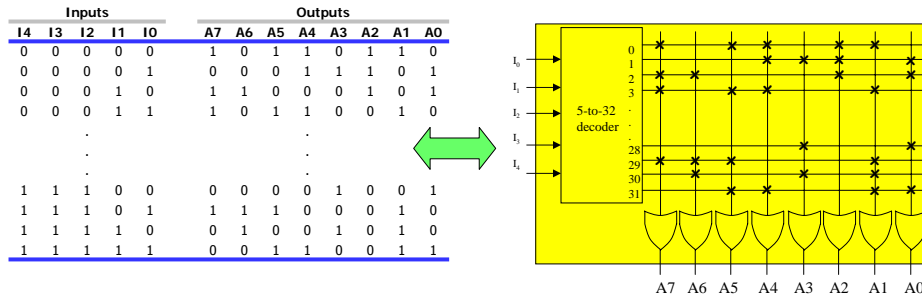 Inputs Outputs
I4 I3 I2 I1 I0 A7 A6 A5 A4 A3 A2 A1 A0
0 0 0 0 0 1 0 1 1 0 1 1 0
0 0 0 0 1 0 0 0 1 1 1 0 1
0 0 0 1 0 1 1 0 0 0 1 0 1
0 0 0 1 1 1 0 1 1 0 0 1 0
. .
. .
. .
1 1 1 0 0 0 0 0 0 1 0 0 1
1 1 1 0 1 1 1 1 0 0 0 1 0
1 1 1 1 0 0 1 0 0 1 0 1 0
1 1 1 1 1 0 0 1 1 0 0 1 1
I0
I1
I2
I3
I4
5-to-32
decoder
0
1
2
3
.
.
.
28
29
30
31
A7 A6 A5 A4 A3 A2 A1 A0